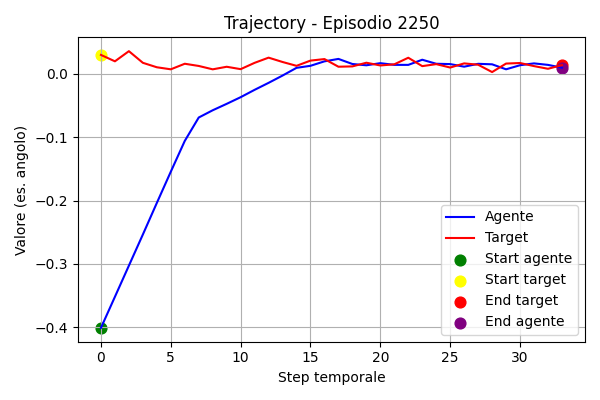 Trajectory - Episodio 2250
Valore (es. angolo)
0.0
−0.1
−0.2
−0.3
−0.4
Agente
Target
Start agente
Start target
End target
End agente
0 5 10 15 20 25 30
Step temporale